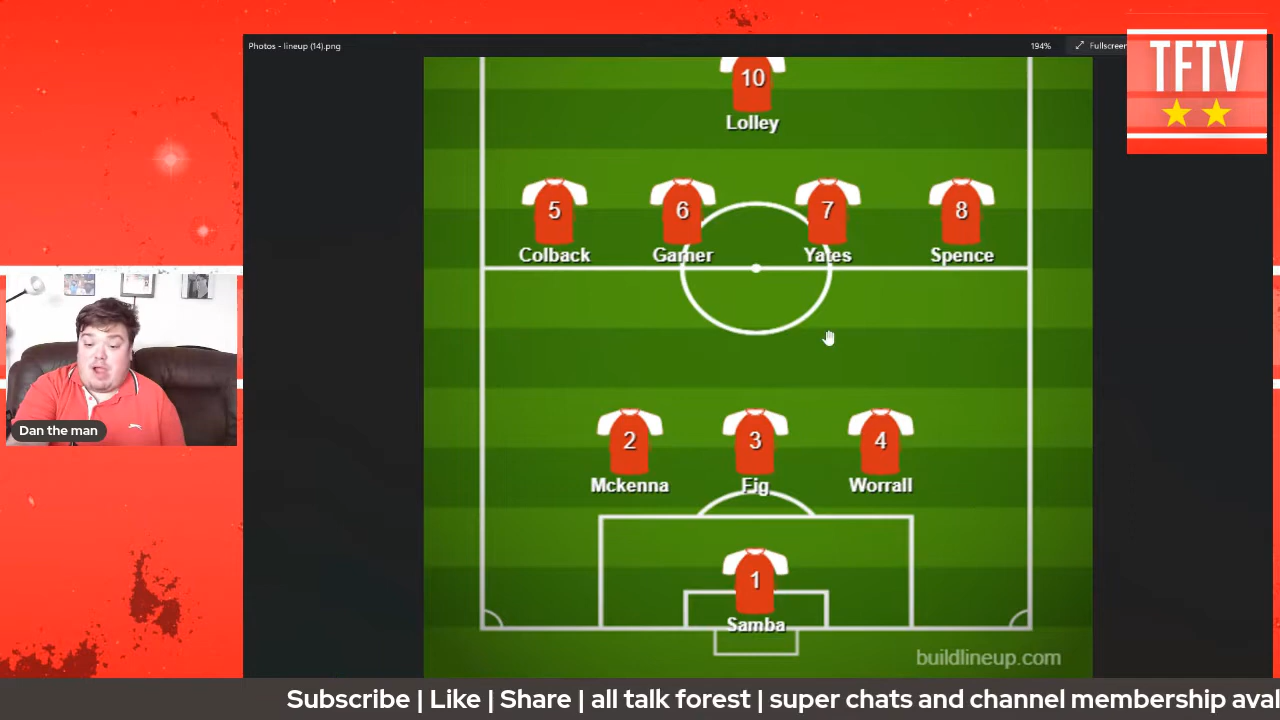 Photos - lineup (14).png
194%
Fullscreen
TFTV
10
Lolley
5
6
7
8
Colback
Garner
Yates
Spence
2
3
4
Mckenna
Fig
Worrall
1
Samba
Dan the man
buildlineup.com
Subscribe | Like | Share | all talk forest | super chats and channel membership aval